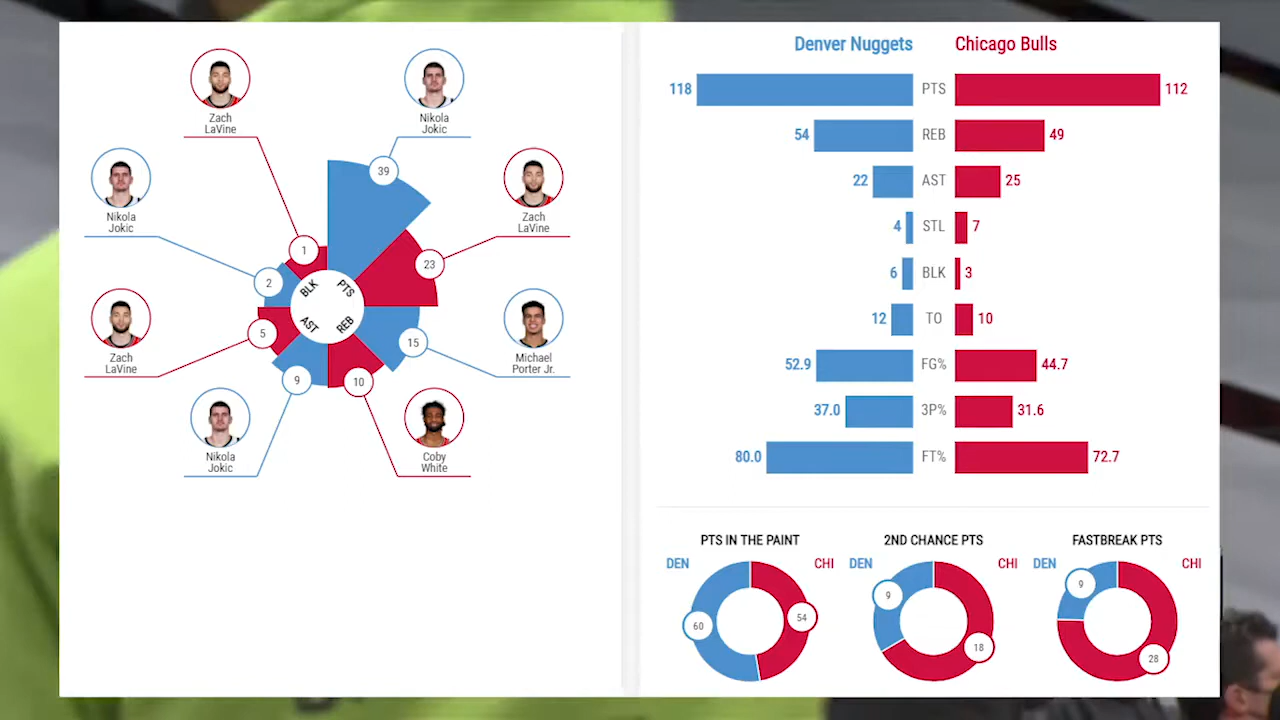 Zach
LaVine
Nikola
Jokic
39
Nikola
Jokic
Zach
LaVine
1
23
2
BLK
PTS
Zach
LaVine
5
AST
REB
15
Michael
Porter Jr.
9
10
Nikola
Jokic
Coby
White
Denver Nuggets Chicago Bulls
118 PTS 112
54 REB 49
22 AST 25
4 STL 7
6 BLK 3
12 TO 10
52.9 FG% 44.7
37.0 3P% 31.6
80.0 FT% 72.7
PTS IN THE PAINT
DEN CHI
60 54
2ND CHANCE PTS
DEN CHI
9 18
FASTBREAK PTS
DEN CHI
9 28